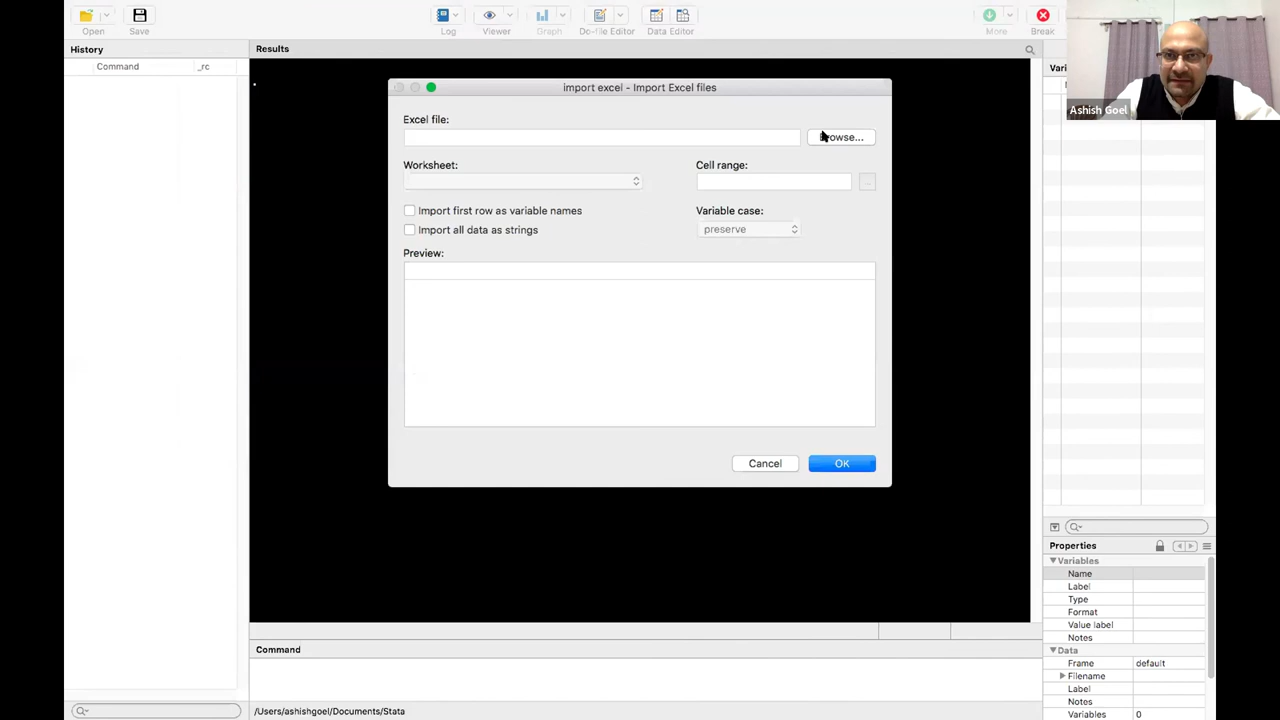 Open
Save
Log
Viewer
Graph
Do-file Editor
Data Editor
More
Break
History
Results
Command
_rc
import excel - Import Excel files
Excel file:
Browse...
Worksheet:
Cell range:
...
Import first row as variable names
Variable case:
Import all data as strings
preserve
Preview:
Cancel
OK
Ashish Goel
Properties
Variables
Name
Label
Type
Format
Value label
Notes
Data
Frame default
Filename
Label
Notes
Variables 0
Command
/Users/ashishgoel/Documents/Stata